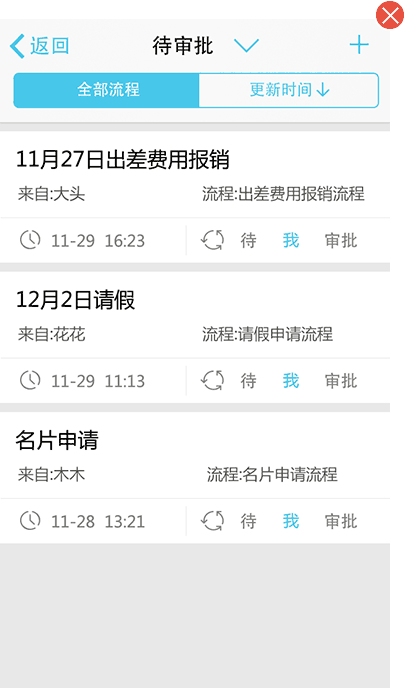 返回 待审批
全部流程 更新时间
11月27日出差费用报销
来自:大头 流程:出差费用报销流程
11-29 16:23 待 我 审批
12月2日请假
来自:花花 流程:请假申请流程
11-29 11:13 待 我 审批
名片申请
来自:木木 流程:名片申请流程
11-28 13:21 待 我 审批